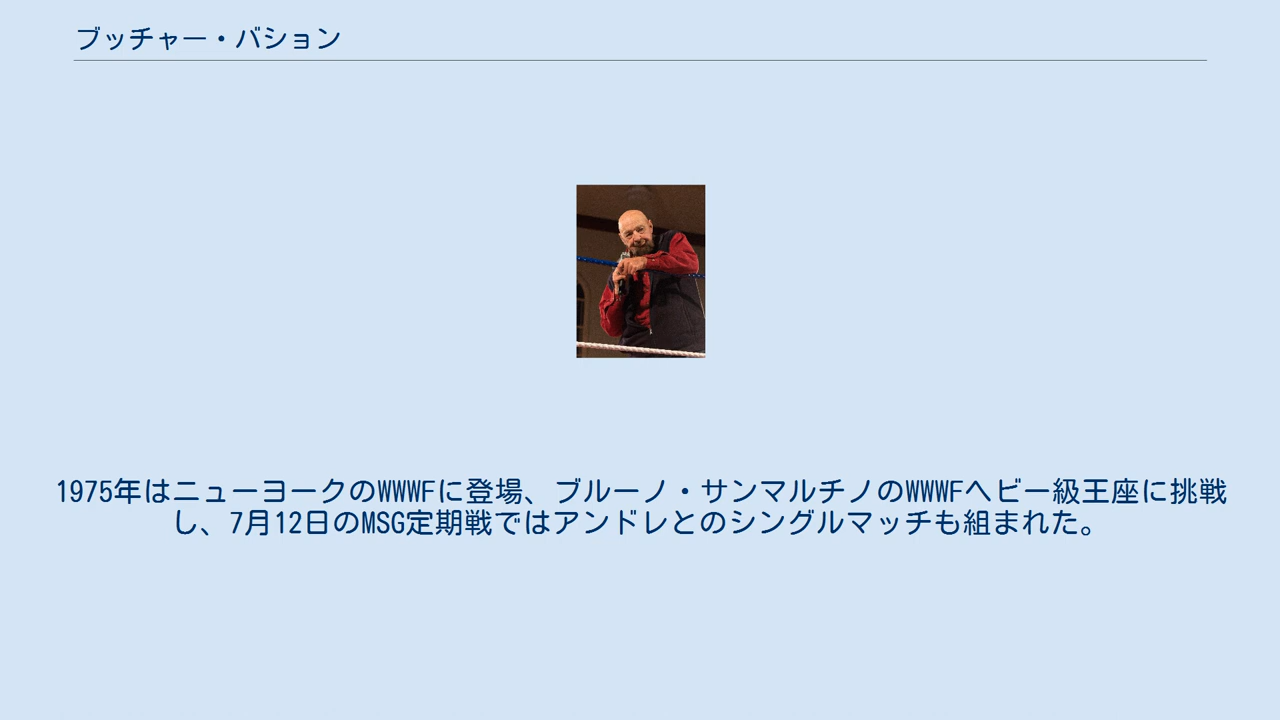 ブッチャー・バション
1975年はニューヨークのWWWFに登場、ブルーノ・サンマルチノのWWWFヘビー級王座に挑戦
し、7月12日のMSG定期戦ではアンドレとのシングルマッチも組まれた。